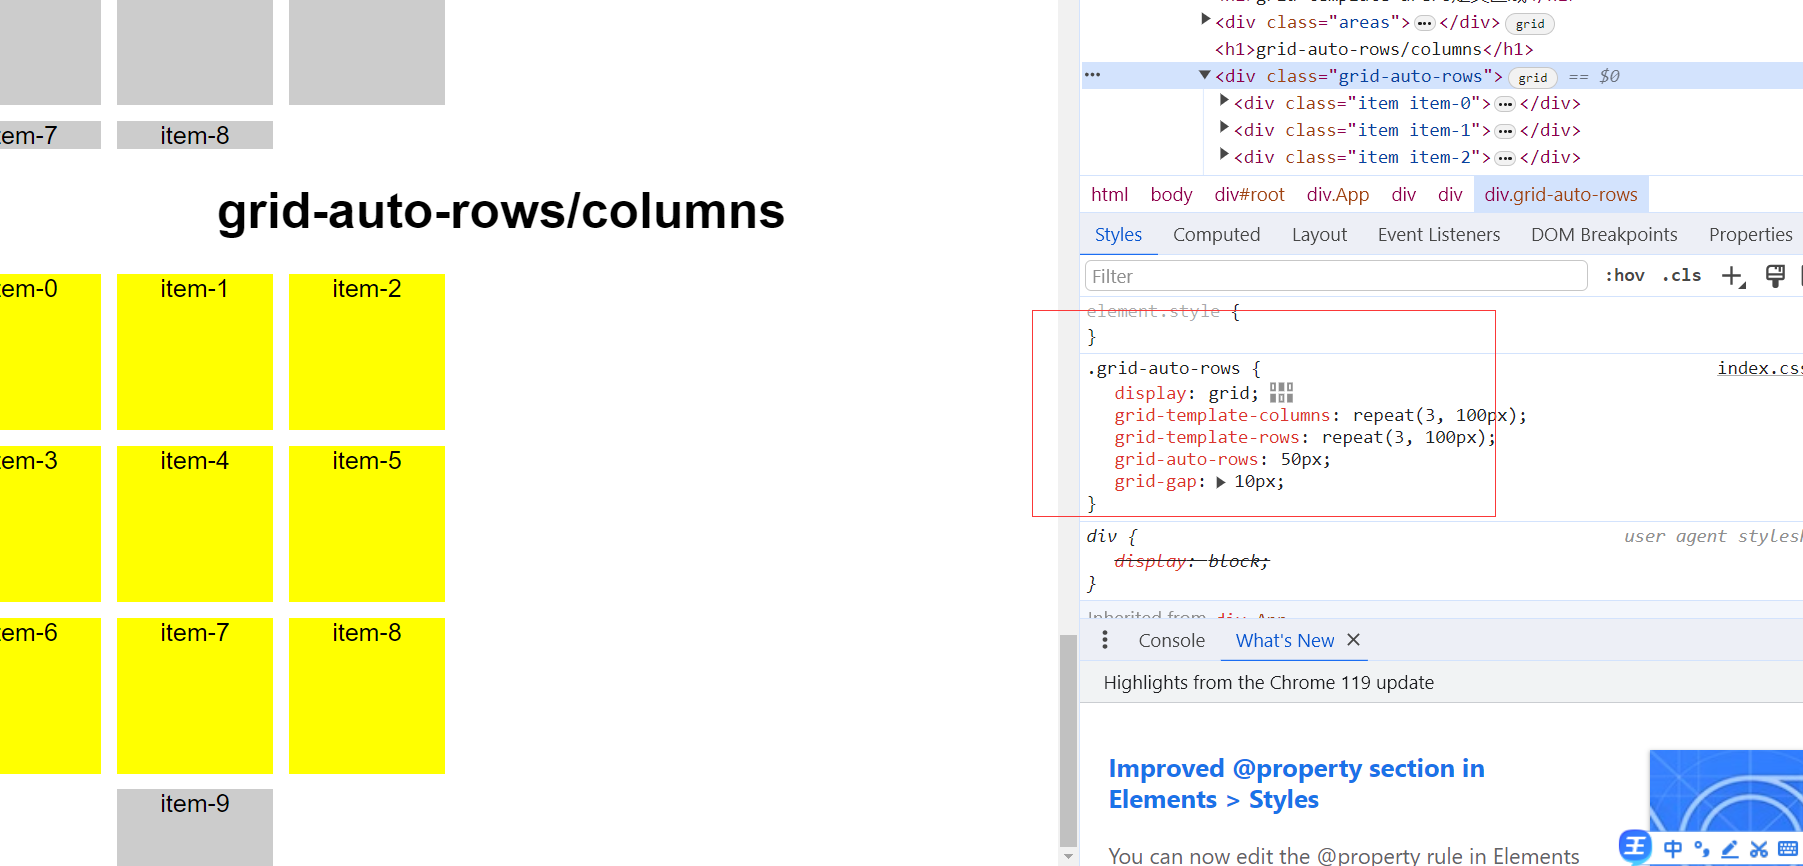 <div class="areas"> ••• </div> grid
<h1>grid-auto-rows/columns</h1>
••• <div class="grid-auto-rows"> grid == $0
<div class="item item-0"> ••• </div>
<div class="item item-1"> ••• </div>
<div class="item item-2"> ••• </div>
html body div#root div.App div div div.grid-auto-rows
Styles Computed Layout Event Listeners DOM Breakpoints Properties
Filter
:hov .cls
element.style {
}
.grid-auto-rows { index.css
display: grid;
grid-template-columns: repeat(3, 100px);
grid-template-rows: repeat(3, 100px);
grid-auto-rows: 50px;
grid-gap: 10px;
}
div { user agent stylesh
display: block;
}
Inherited from div.App
Console What's New
Highlights from the Chrome 119 update
Improved @property section in
Elements > Styles
You can now edit the @property rule in Elements
王 中
em-7 item-8
grid-auto-rows/columns
em-0 item-1 item-2
em-3 item-4 item-5
em-6 item-7 item-8
item-9